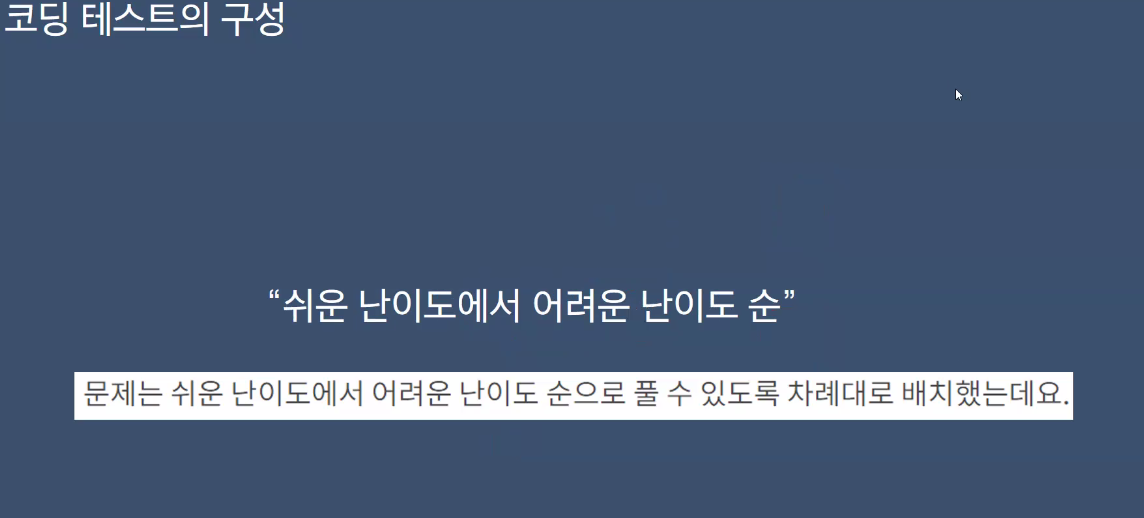 코딩 테스트의 구성
“쉬운 난이도에서 어려운 난이도 순”
문제는 쉬운 난이도에서 어려운 난이도 순으로 풀 수 있도록 차례대로 배치했는데요.